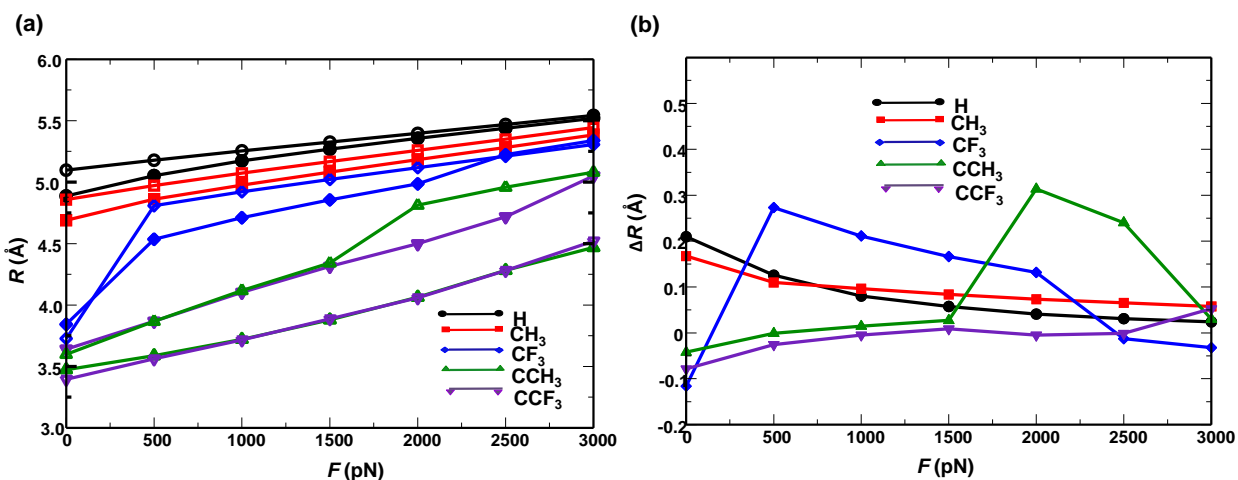 (a)
6.0
5.5
5.0
4.5
4.0
3.5
3.0
R (Å)
0
500
1000
1500
2000
2500
3000
F (pN)
H
CH₃
CF₃
CCH₃
CCF₃
(b)
0.5
0.4
0.3
0.2
0.1
0
-0.1
-0.2
ΔR (Å)
0
500
1000
1500
2000
2500
3000
F (pN)
H
CH₃
CF₃
CCH₃
CCF₃